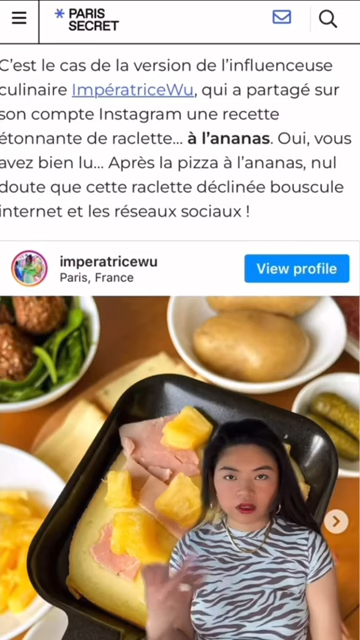 PARIS
SECRET
C’est le cas de la version de l’influenceuse
culinaire ImpératriceWu, qui a partagé sur
son compte Instagram une recette
étonnante de raclette… à l’ananas. Oui, vous
avez bien lu… Après la pizza à l’ananas, nul
doute que cette raclette déclinée bouscule
internet et les réseaux sociaux !
imperatricewu
Paris, France
View profile